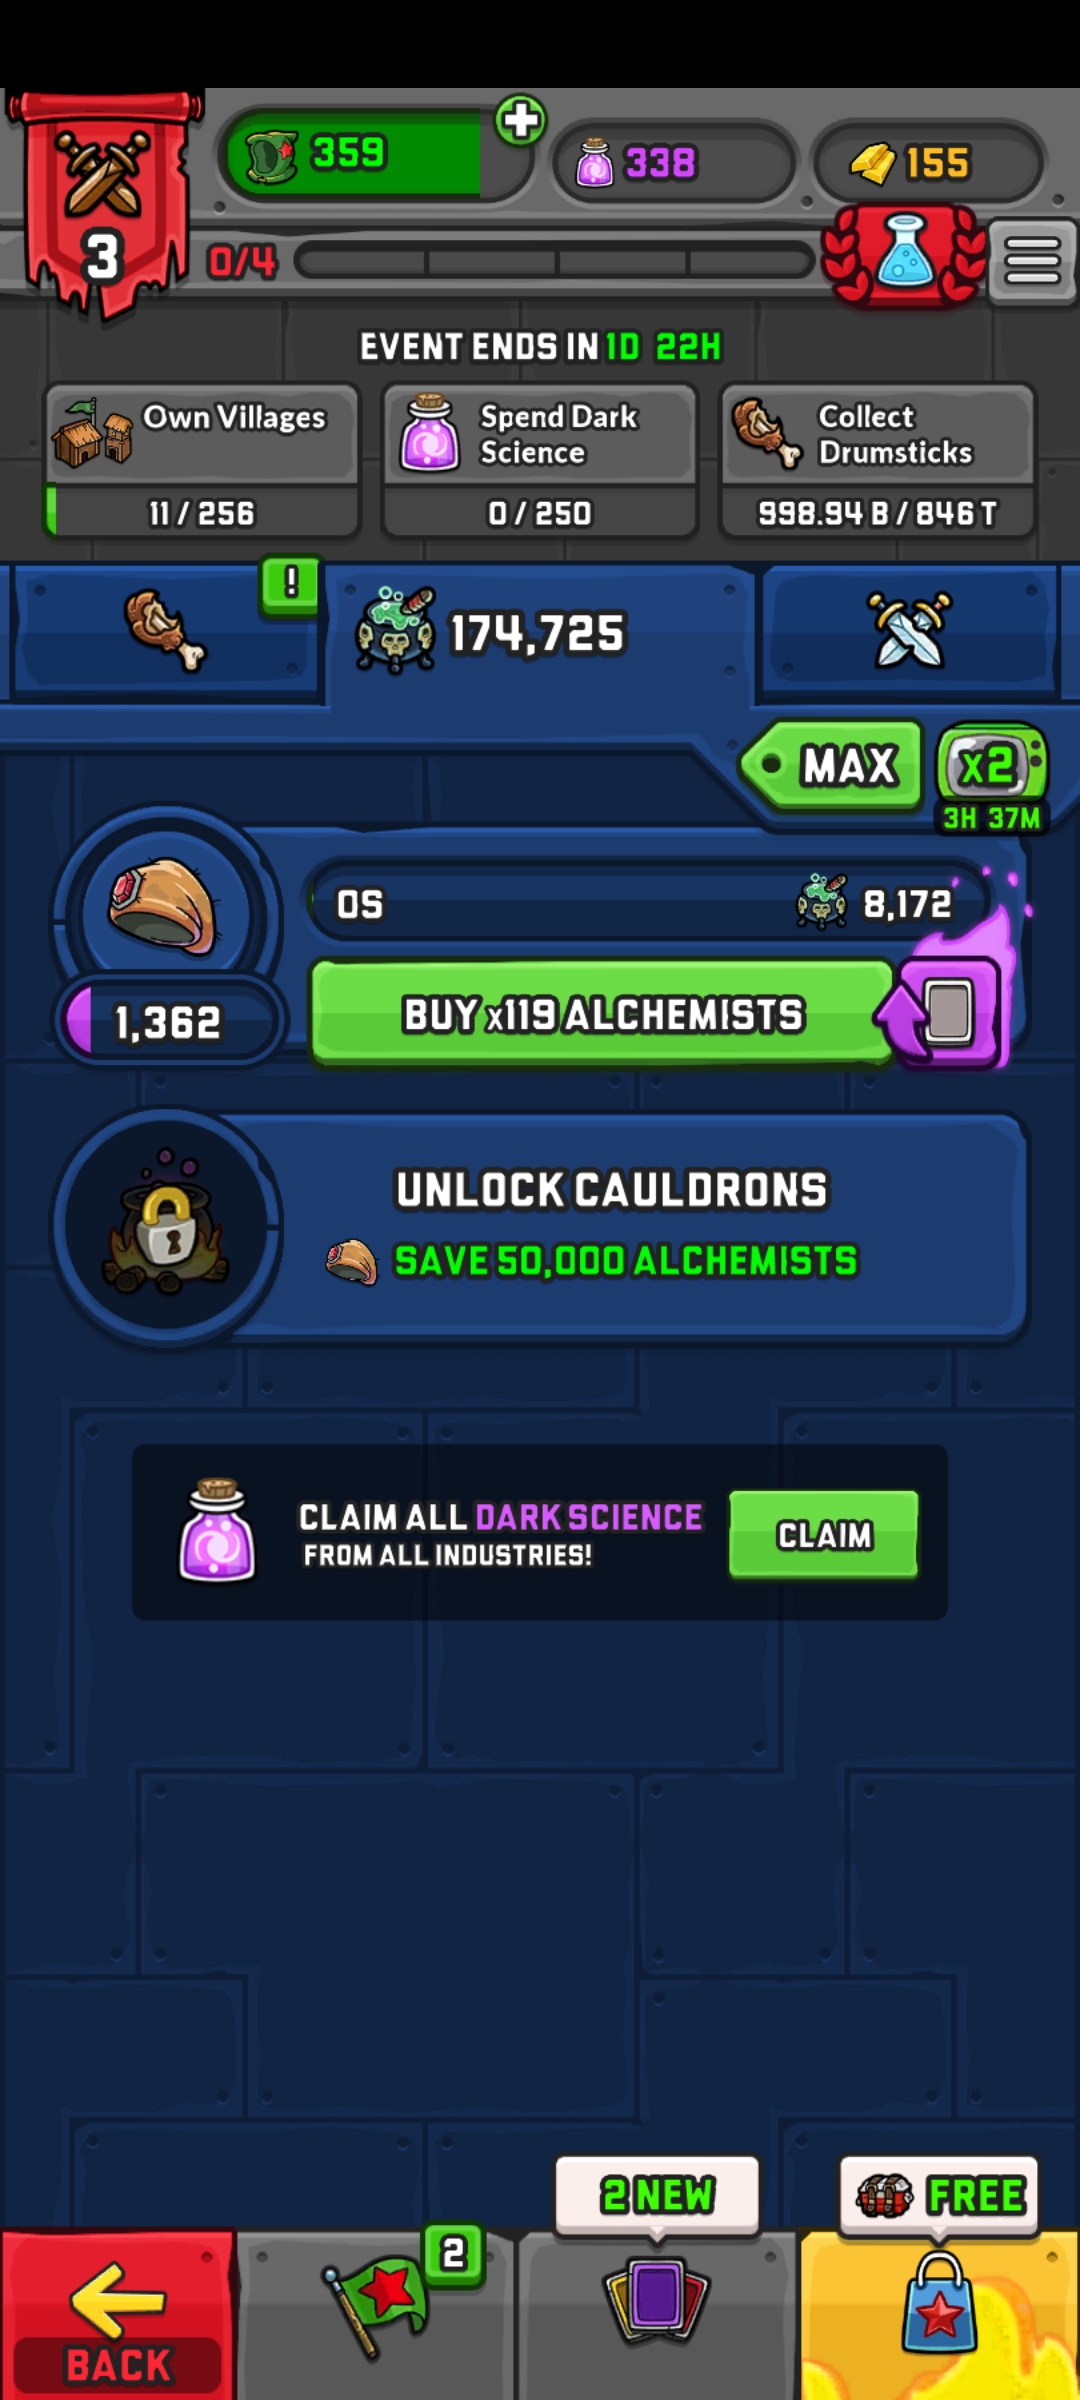 359
338
155
3
0/4
EVENT ENDS IN 1D 22H
Own Villages
11 / 256
Spend Dark
Science
0 / 250
Collect
Drumsticks
998.94 B / 846 T
!
174,725
MAX
x2
3H 37M
0S
8,172
1,362
BUY x119 ALCHEMISTS
UNLOCK CAULDRONS
SAVE 50,000 ALCHEMISTS
CLAIM ALL DARK SCIENCE
FROM ALL INDUSTRIES!
CLAIM
2 NEW
FREE
2
BACK